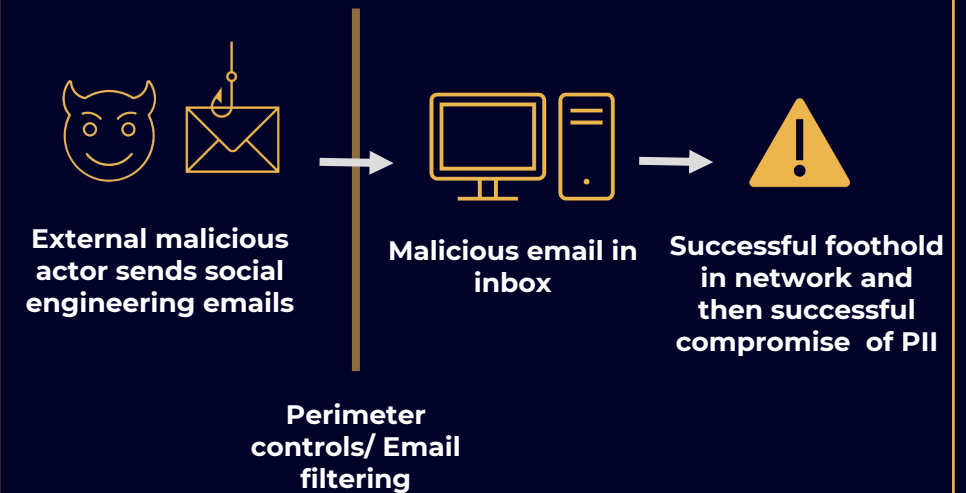 External malicious
actor sends social
engineering emails
Malicious email in
inbox
Successful foothold
in network and
then successful
compromise of PII
Perimeter
controls/ Email
filtering